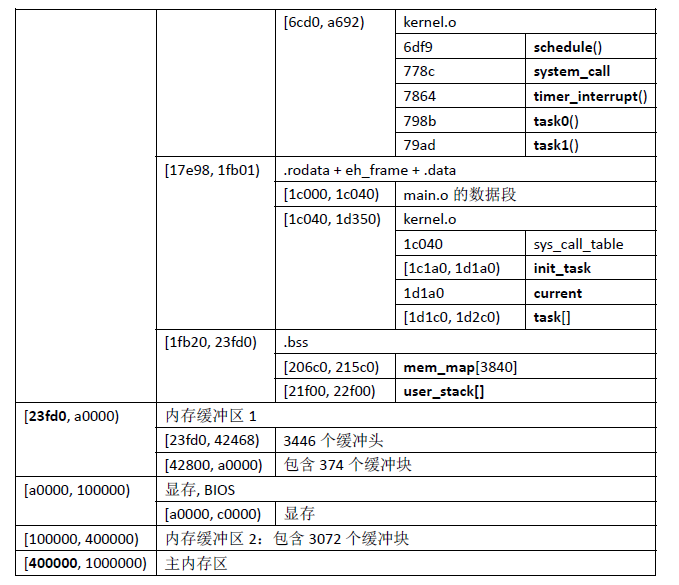 [6cd0, a692) kernel.o
6df9 schedule()
778c system_call
7864 timer_interrupt()
798b task0()
79ad task1()
[17e98, 1fb01) .rodata + eh_frame + .data
[1c000, 1c040) main.o 的数据段
[1c040, 1d350) kernel.o
1c040 sys_call_table
[1c1a0, 1d1a0) init_task
1d1a0 current
[1d1c0, 1d2c0) task[]
[1fb20, 23fd0) .bss
[206c0, 215c0) mem_map[3840]
[21f00, 22f00) user_stack[]
[23fd0, a0000) 内存缓冲区 1
[23fd0, 42468) 3446 个缓冲头
[42800, a0000) 包含 374 个缓冲块
[a0000, 100000) 显存, BIOS
[a0000, c0000) 显存
[100000, 400000) 内存缓冲区 2：包含 3072 个缓冲块
[400000, 1000000) 主内存区